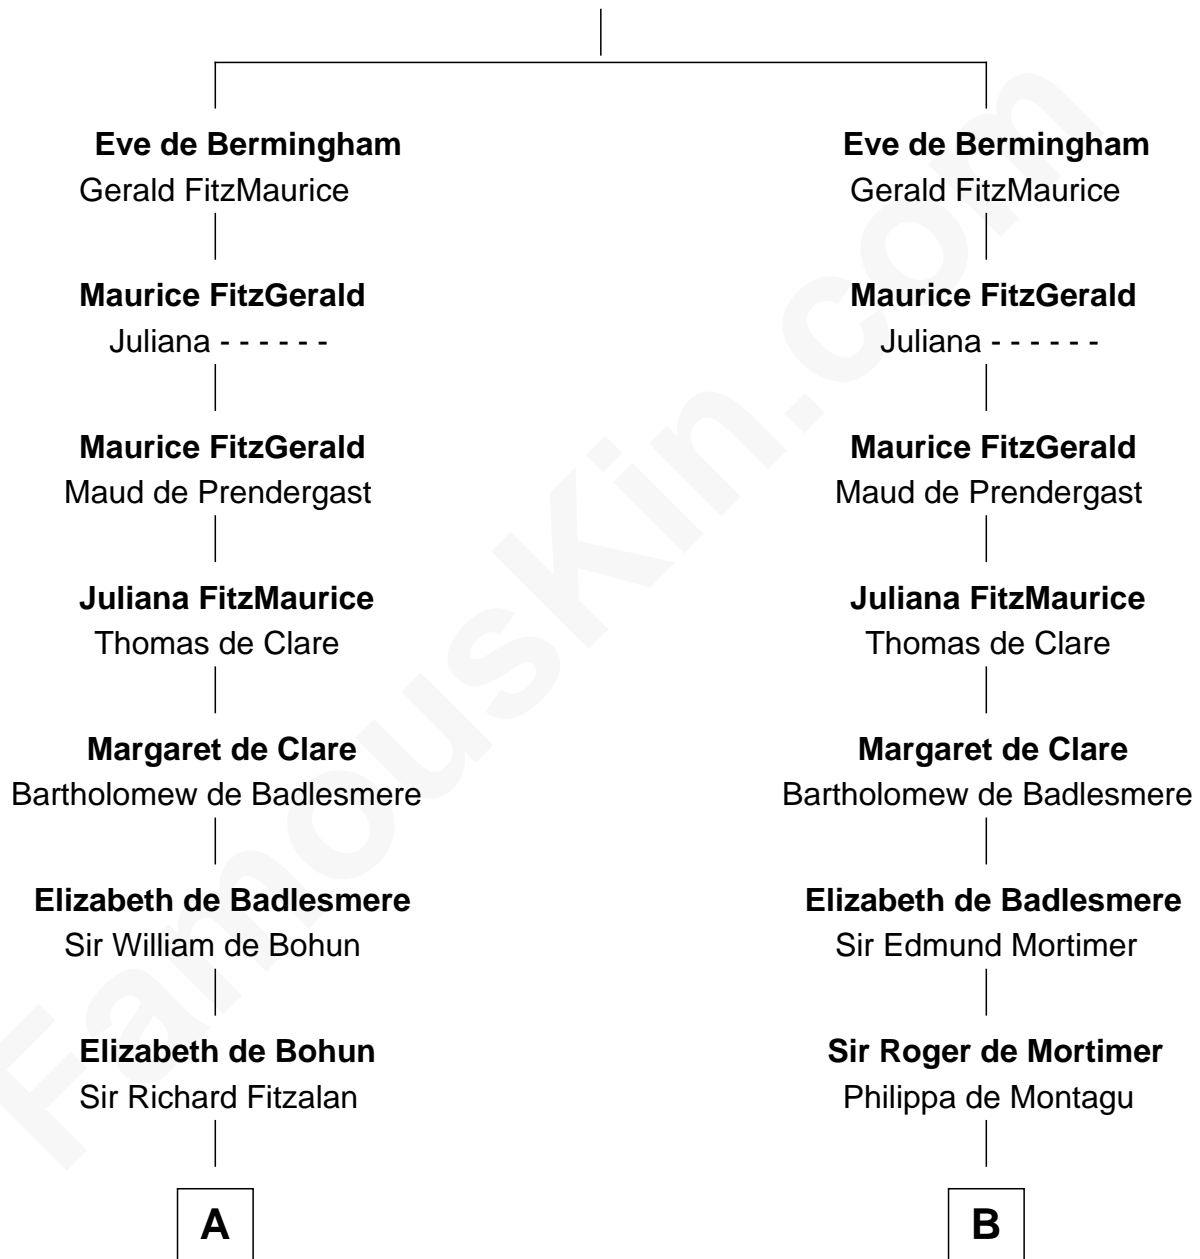 Eve de Bermingham Eve de Bermingham
Gerald FitzMaurice Gerald FitzMaurice
Maurice FitzGerald Maurice FitzGerald
Juliana - - - - - - Juliana - - - - - -
Maurice FitzGerald Maurice FitzGerald
Maud de Prendergast Maud de Prendergast
Juliana FitzMaurice Juliana FitzMaurice
Thomas de Clare Thomas de Clare
Margaret de Clare Margaret de Clare
Bartholomew de Badlesmere Bartholomew de Badlesmere
Elizabeth de Badlesmere Elizabeth de Badlesmere
Sir William de Bohun Sir Edmund Mortimer
Elizabeth de Bohun Sir Roger de Mortimer
Sir Richard Fitzalan Philippa de Montagu
A B
FamousKin.com